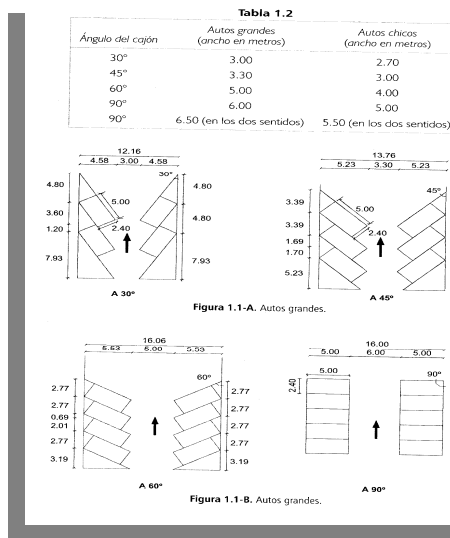 Tabla 1.2
Ángulo del cajón Autos grandes (ancho en metros) Autos chicos (ancho en metros)
30° 3.00 2.70
45° 3.30 3.00
60° 5.00 4.00
90° 6.00 5.00
90° 6.50 (en los dos sentidos) 5.50 (en los dos sentidos)
12.16
4.58 3.00 4.58
30°
4.80
3.60
1.20
7.93
5.00
2.40
4.80
4.80
7.93
A 30°
13.76
5.23 3.30 5.23
45°
3.39
3.39
1.69
1.70
5.23
5.00
2.40
A 45°
Figura 1.1-A. Autos grandes.
16.06
5.53 5.00 5.53
60°
2.77
2.77
0.69
2.01
2.77
3.19
2.77
2.77
2.77
2.77
3.19
A 60°
16.00
5.00 6.00 5.00
5.00
2.40
90°
A 90°
Figura 1.1-B. Autos grandes.